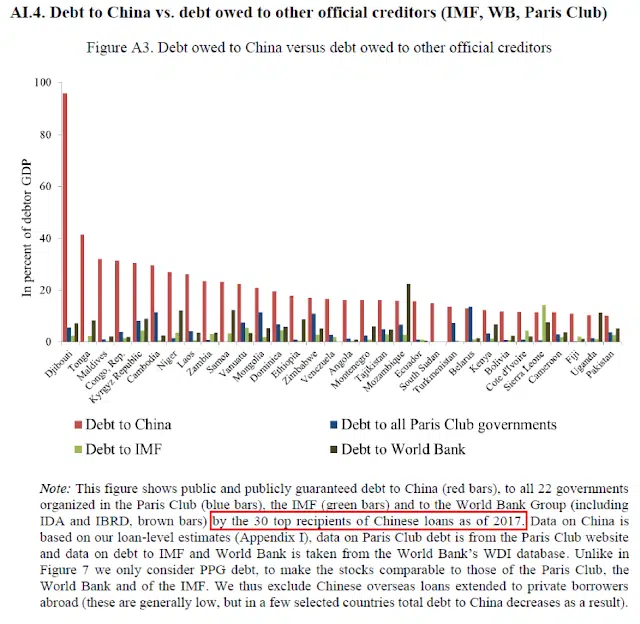 AI.4. Debt to China vs. debt owed to other official creditors (IMF, WB, Paris Club)
Figure A3. Debt owed to China versus debt owed to other official creditors
In percent of debtor GDP
100
80
60
40
20
0
Djibouti
Tonga
Maldives
Congo, Rep.
Kyrgyz Republic
Cambodia
Niger
Laos
Zambia
Samoa
Vanuatu
Mongolia
Dominica
Ethiopia
Zimbabwe
Venezuela
Angola
Montenegro
Tajikistan
Mozambique
Ecuador
South Sudan
Turkmenistan
Belarus
Kenya
Bolivia
Cote d'Ivoire
Sierra Leone
Cameroon
Fiji
Uganda
Pakistan
Debt to China
Debt to all Paris Club governments
Debt to IMF
Debt to World Bank
Note: This figure shows public and publicly guaranteed debt to China (red bars), to all 22 governments
organized in the Paris Club (blue bars), the IMF (green bars) and to the World Bank Group (including
IDA and IBRD, brown bars) by the 30 top recipients of Chinese loans as of 2017. Data on China is
based on our loan-level estimates (Appendix I), data on Paris Club debt is from the Paris Club website
and data on debt to IMF and World Bank is taken from the World Bank's WDI database. Unlike in
Figure 7 we only consider PPG debt, to make the stocks comparable to those of the Paris Club, the
World Bank and of the IMF. We thus exclude Chinese overseas loans extended to private borrowers
abroad (these are generally low, but in a few selected countries total debt to China decreases as a result).